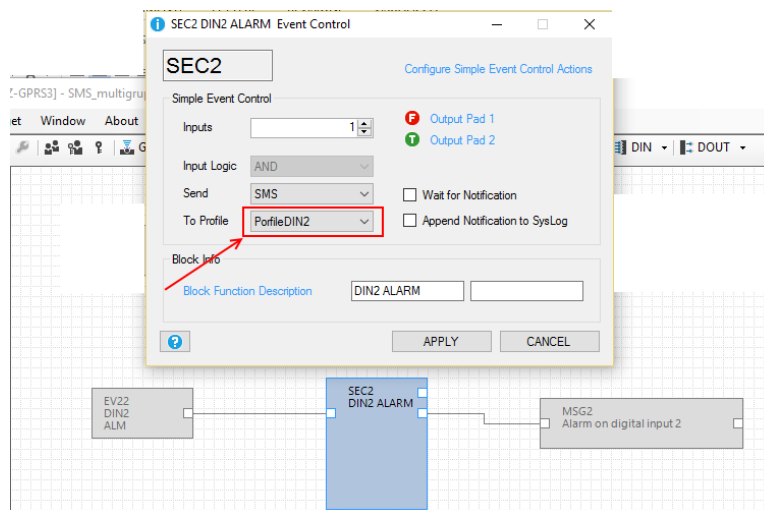 SEC2 DIN2 ALARM Event Control
SEC2
Configure Simple Event Control Actions
Simple Event Control
Inputs
1
F Output Pad 1
T Output Pad 2
Input Logic
AND
Send
SMS
Wait for Notification
To Profile
PorfileDIN2
Append Notification to SysLog
Block Info
Block Function Description
DIN2 ALARM
?
APPLY
CANCEL
Z-GPRS3] - SMS_multigru
et Window About
G
DIN
DOUT
EV22
DIN2
ALM
SEC2
DIN2 ALARM
MSG2
Alarm on digital input 2